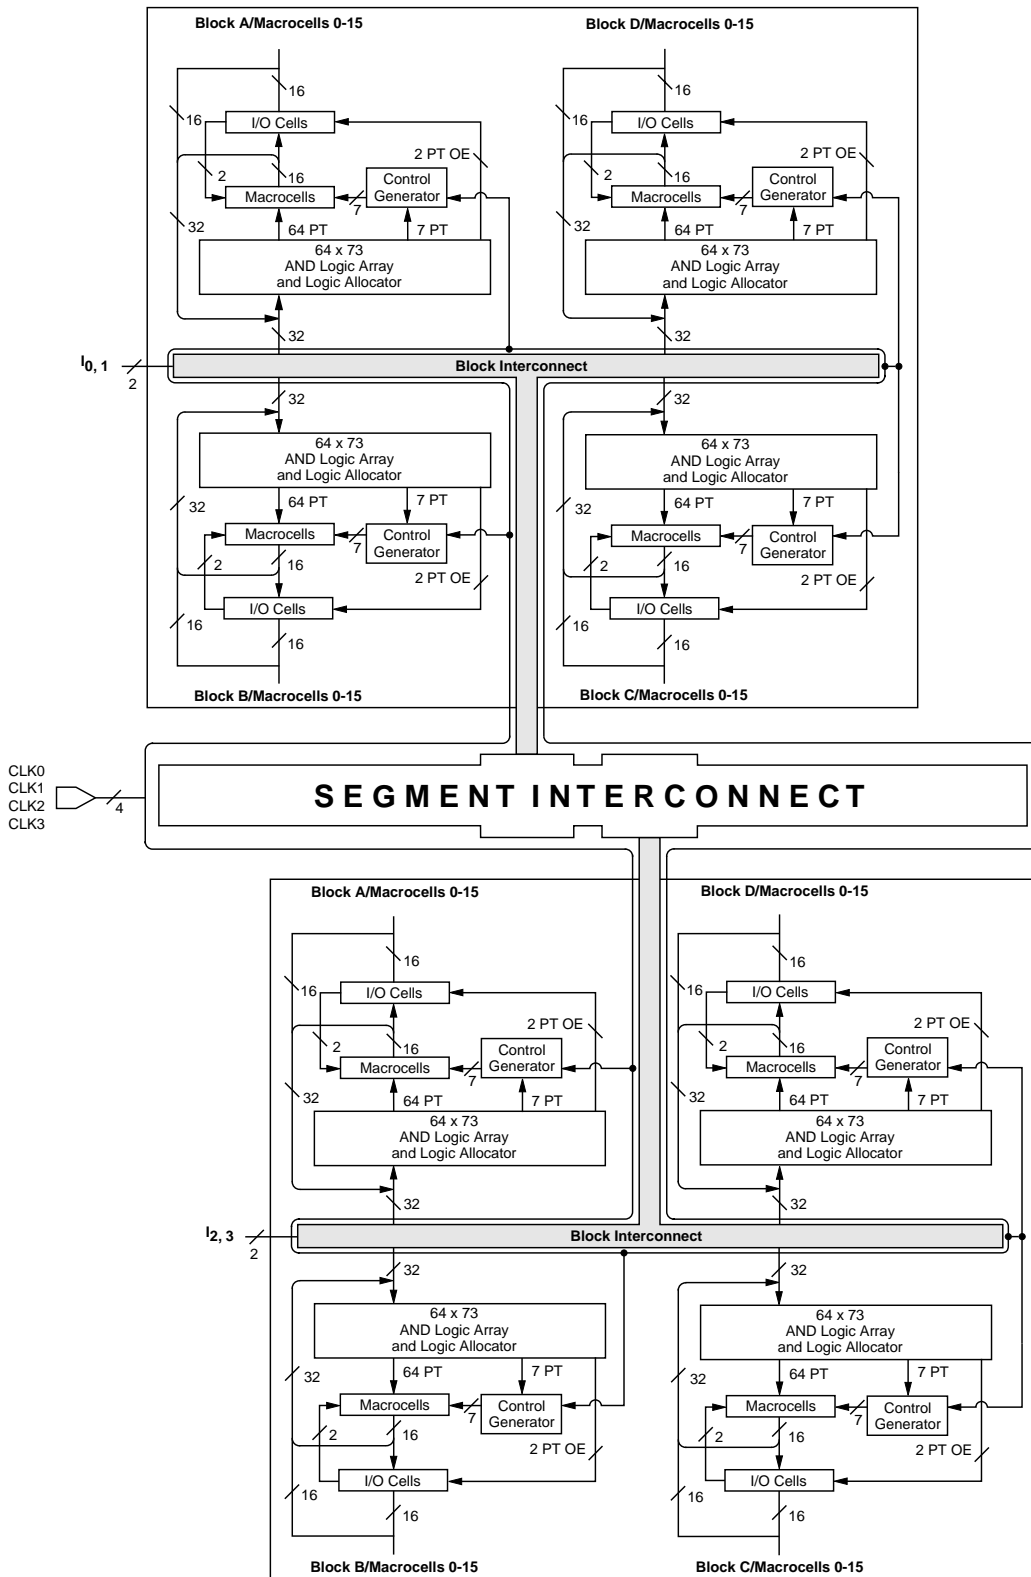 Block A/Macrocells 0-15
Block D/Macrocells 0-15
16
16
16
16
I/O Cells
I/O Cells
2 PT OE
2 PT OE
2
16
Control
Generator
2
16
Control
Generator
Macrocells
7
Macrocells
7
32
64 PT
7 PT
32
64 PT
7 PT
64 x 73
AND Logic Array
and Logic Allocator
64 x 73
AND Logic Array
and Logic Allocator
32
32
I0, 1
2
Block Interconnect
32
32
64 x 73
AND Logic Array
and Logic Allocator
64 x 73
AND Logic Array
and Logic Allocator
32
64 PT
7 PT
32
64 PT
7 PT
Macrocells
7
Control
Generator
Macrocells
7
Control
Generator
2
16
2 PT OE
2
16
2 PT OE
I/O Cells
I/O Cells
16
16
16
16
Block B/Macrocells 0-15
Block C/Macrocells 0-15
CLK0
CLK1
CLK2
CLK3
4
SEGMENT INTERCONNECT
Block A/Macrocells 0-15
Block D/Macrocells 0-15
16
16
16
16
I/O Cells
I/O Cells
2 PT OE
2 PT OE
2
16
Control
Generator
2
16
Control
Generator
Macrocells
7
Macrocells
7
32
64 PT
7 PT
32
64 PT
7 PT
64 x 73
AND Logic Array
and Logic Allocator
64 x 73
AND Logic Array
and Logic Allocator
32
32
I2, 3
2
Block Interconnect
32
32
64 x 73
AND Logic Array
and Logic Allocator
64 x 73
AND Logic Array
and Logic Allocator
32
64 PT
7 PT
32
64 PT
7 PT
Macrocells
7
Control
Generator
Macrocells
7
Control
Generator
2
16
2 PT OE
2
16
2 PT OE
I/O Cells
I/O Cells
16
16
16
16
Block B/Macrocells 0-15
Block C/Macrocells 0-15